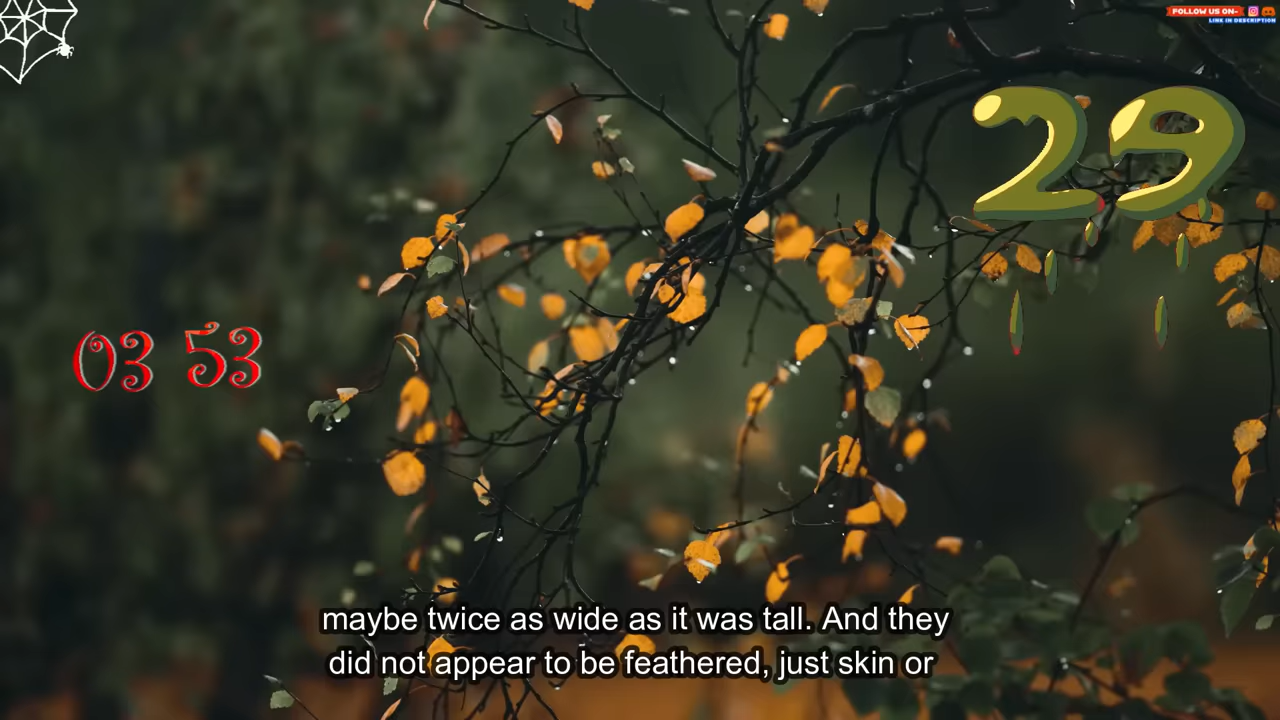 FOLLOW US ON-
LINK IN DESCRIPTION
29
03 53
maybe twice as wide as it was tall. And they
did not appear to be feathered, just skin or